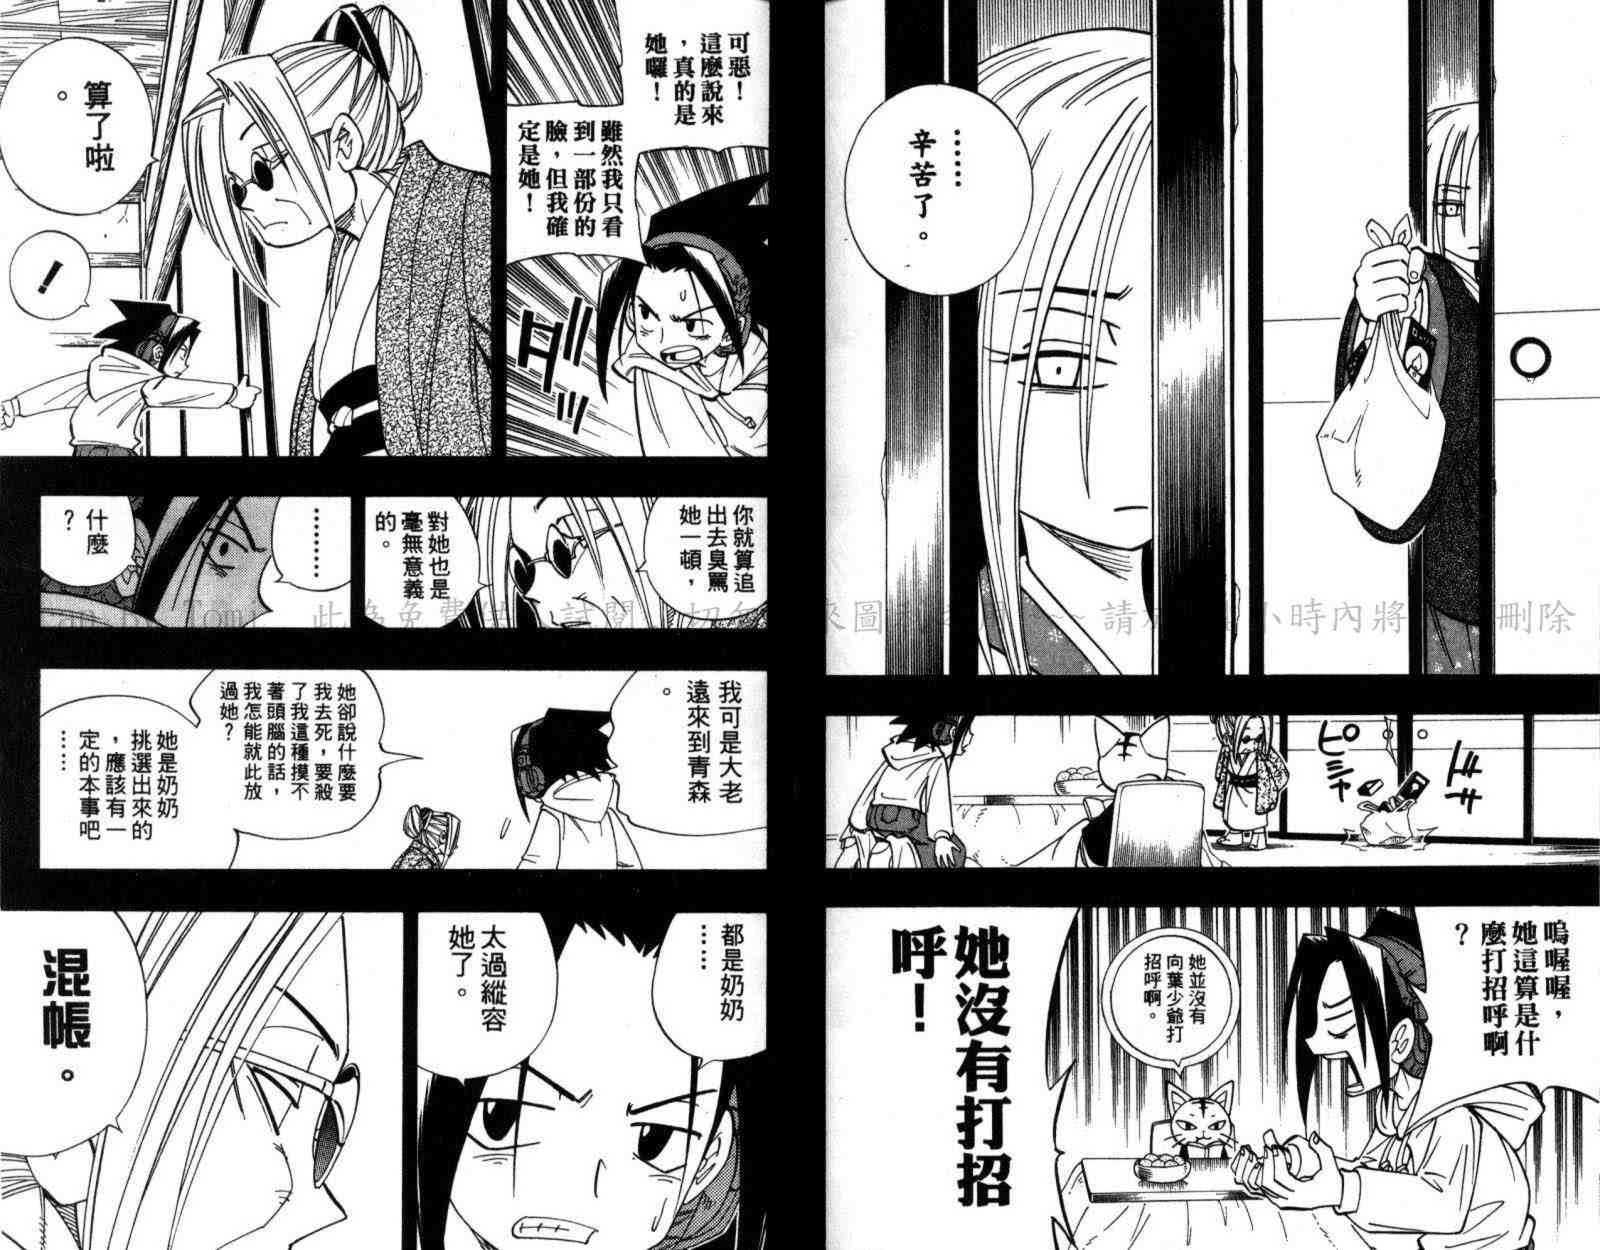 ……
辛苦了。
ピシャ
ドサ
嗚喔喔，
她這算是什
麼打招呼啊
？
她並沒有
向葉少爺打
招呼啊。
她沒有打招
呼！
可惡！
這麼說來
，真的是
她囉！
雖然我只看
到一部份的
臉，但我確
定是她！
算了啦
。
！
你就算追
出去臭罵
她一頓，
對她也是
毫無意義
的。
…………
什麼
？
我可是大老
遠來到青森
。
她卻說什麼要
我去死，要殺
了我這種摸不
著頭腦的話，
我怎能就此放
過她？
她是奶奶
挑選出來的
，應該有一
定的本事吧
……
都是奶奶
……
太過縱容
她了。
混帳。